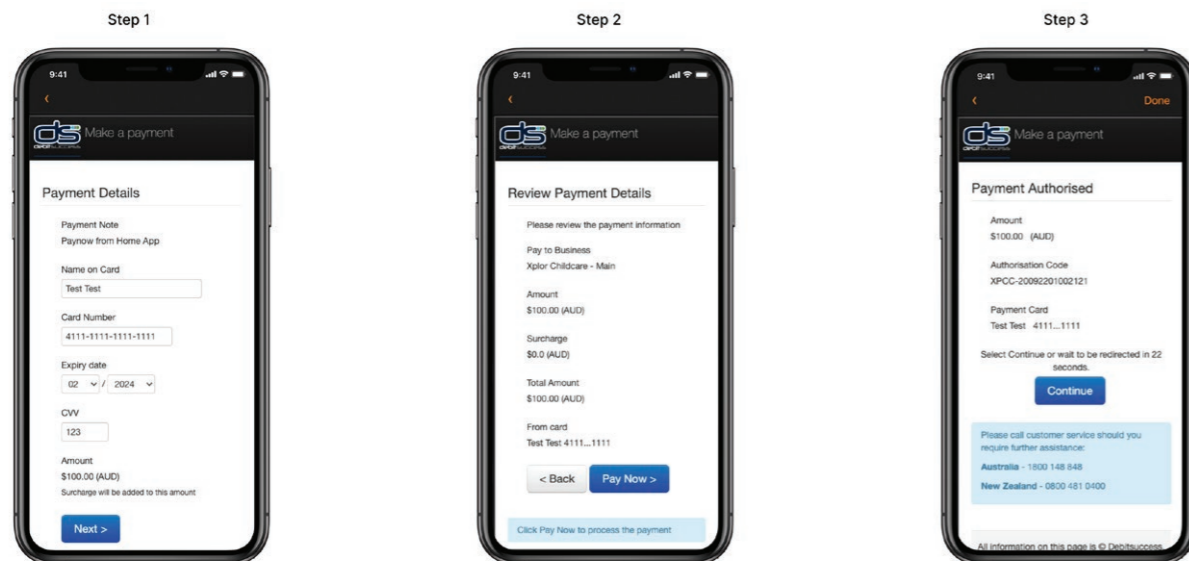 Step 1
9:41
ds Make a payment
debitsuccess
Payment Details
Payment Note
Paynow from Home App
Name on Card
Test Test
Card Number
4111-1111-1111-1111
Expiry date
02 / 2024
CVV
123
Amount
$100.00 (AUD)
Surcharge will be added to this amount
Next >
Step 2
9:41
ds Make a payment
debitsuccess
Review Payment Details
Please review the payment information
Pay to Business
Xplor Childcare - Main
Amount
$100.00 (AUD)
Surcharge
$0.0 (AUD)
Total Amount
$100.00 (AUD)
From card
Test Test 4111...1111
< Back Pay Now >
Click Pay Now to process the payment
Step 3
9:41
Done
ds Make a payment
debitsuccess
Payment Authorised
Amount
$100.00 (AUD)
Authorisation Code
XPCC-20092201002121
Payment Card
Test Test 4111...1111
Select Continue or wait to be redirected in 22
seconds.
Continue
Please call customer service should you
require further assistance:
Australia - 1800 148 848
New Zealand - 0800 481 0400
All information on this page is © Debitsuccess,